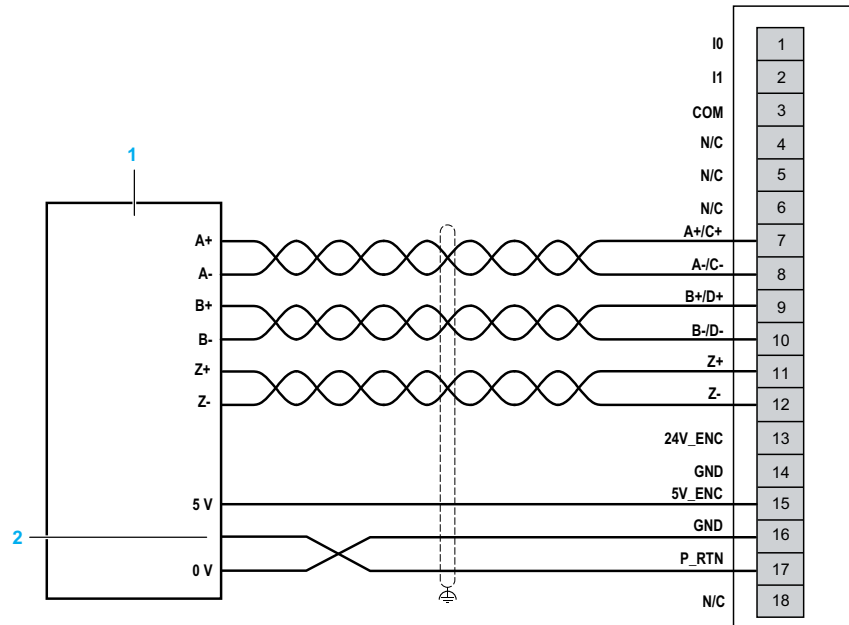 I0 1
I1 2
COM 3
N/C 4
N/C 5
N/C 6
1
A+ A+/C+ 7
A- A-/C- 8
B+ B+/D+ 9
B- B-/D- 10
Z+ Z+ 11
Z- Z- 12
24V_ENC 13
GND 14
5 V 5V_ENC 15
2 GND 16
0 V P_RTN 17
N/C 18